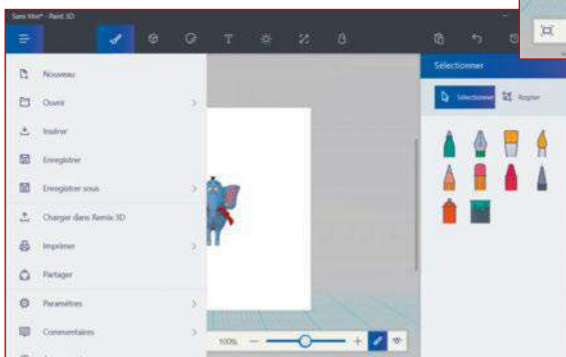 Sans titre* - Paint 3D
T
Sélectionner
Sélectionner Rogner
Nouveau
Ouvrir
Insérer
Enregistrer
Enregistrer sous
Charger dans Remix 3D
Imprimer
Partager
Paramètres
Commentaires
100%